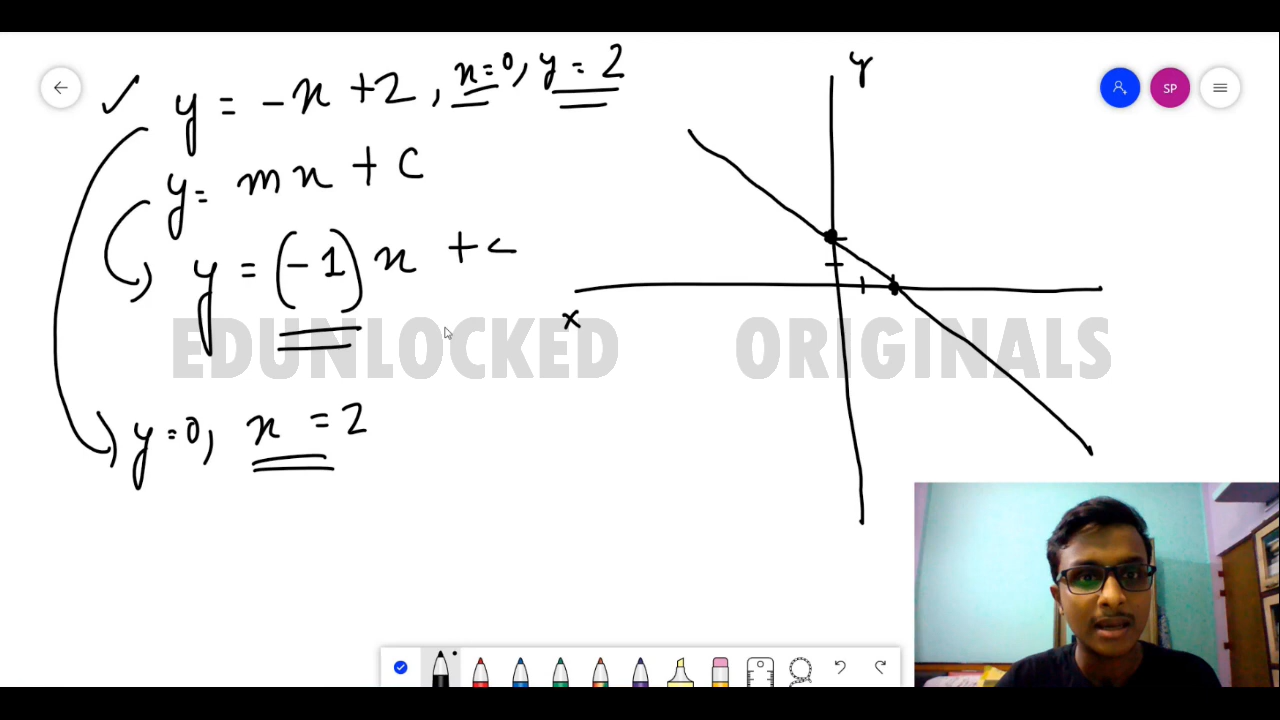 y = -x + 2, x=0, y = 2
y = mx + c
y = (-1)x + c
y=0, x = 2
y
x
EDUNLOCKED ORIGINALS
SP